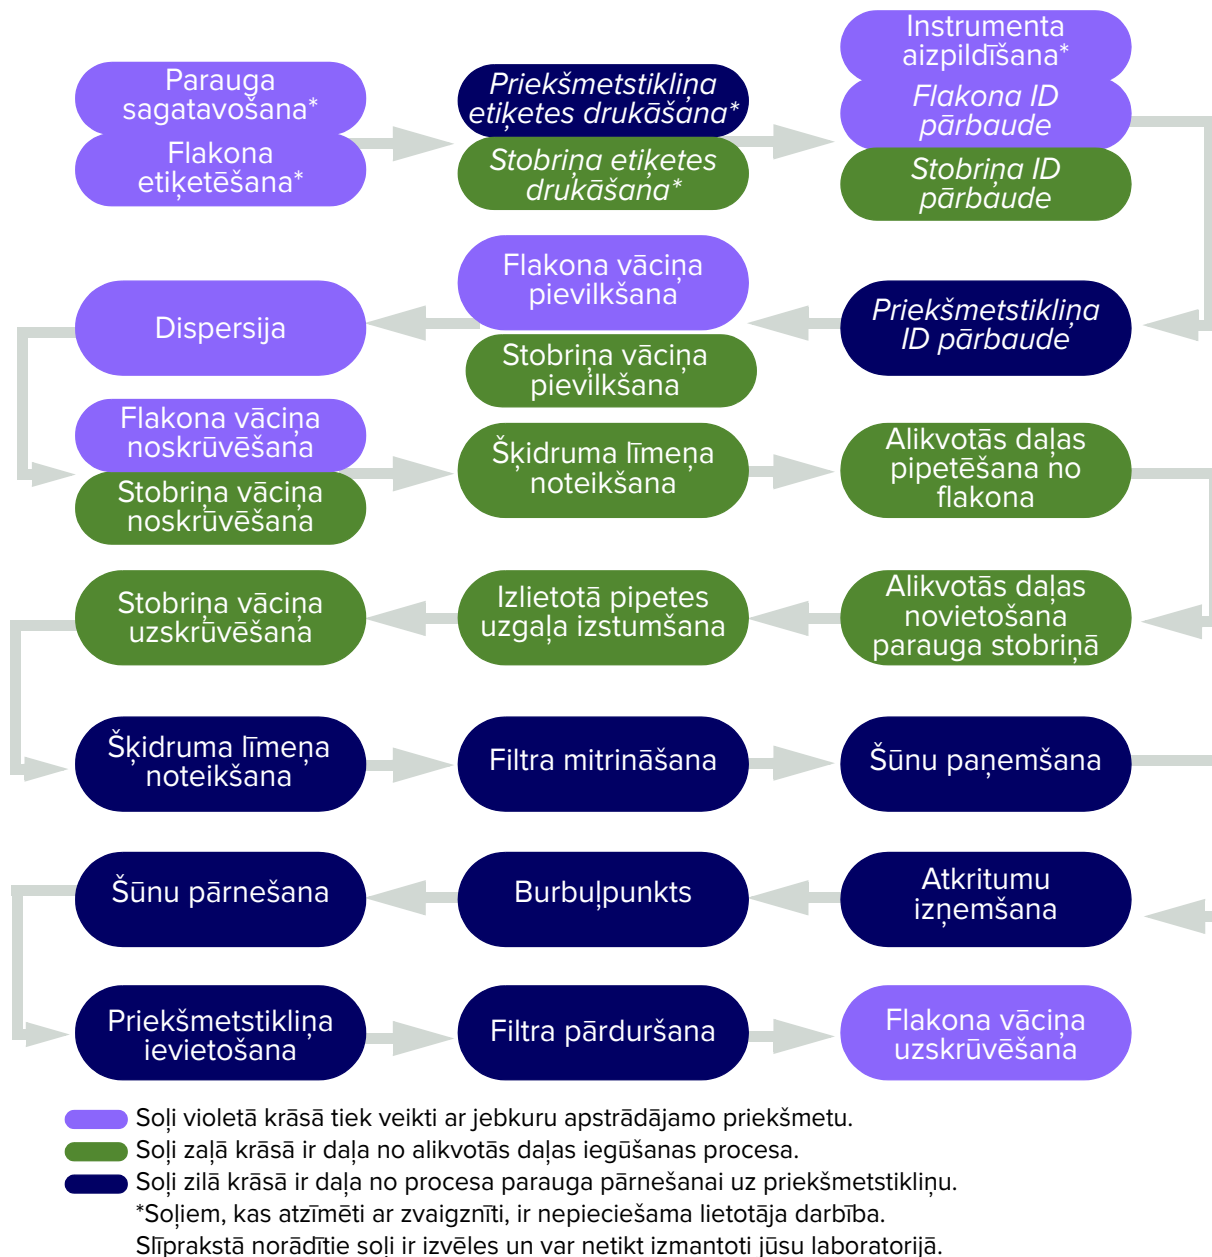 Parauga
sagatavošana*
Flakona
etiķetēšana*
Priekšmetstikliņa
etiķetes drukāšana*
Stobriņa etiķetes
drukāšana*
Instrumenta
aizpildīšana*
Flakona ID
pārbaude
Stobriņa ID
pārbaude
Priekšmetstikliņa
ID pārbaude
Flakona vāciņa
pievilkšana
Stobriņa vāciņa
pievilkšana
Dispersija
Flakona vāciņa
noskrūvēšana
Stobriņa vāciņa
noskrūvēšana
Šķidruma līmeņa
noteikšana
Alikvotās daļas
pipetēšana no
flakona
Alikvotās daļas
novietošana
parauga stobriņā
Izlietotā pipetes
uzgaļa izstumšana
Stobriņa vāciņa
uzskrūvēšana
Šķidruma līmeņa
noteikšana
Filtra mitrināšana
Šūnu paņemšana
Atkritumu
izņemšana
Burbuļpunkts
Šūnu pārnešana
Priekšmetstikliņa
ievietošana
Filtra pārduršana
Flakona vāciņa
uzskrūvēšana
Soļi violetā krāsā tiek veikti ar jebkuru apstrādājamo priekšmetu.
Soļi zaļā krāsā ir daļa no alikvotās daļas iegūšanas procesa.
Soļi zilā krāsā ir daļa no procesa parauga pārnešanai uz priekšmetstikliņu.
*Soļiem, kas atzīmēti ar zvaigznīti, ir nepieciešama lietotāja darbība.
Slīprakstā norādītie soļi ir izvēles un var netikt izmantoti jūsu laboratorijā.